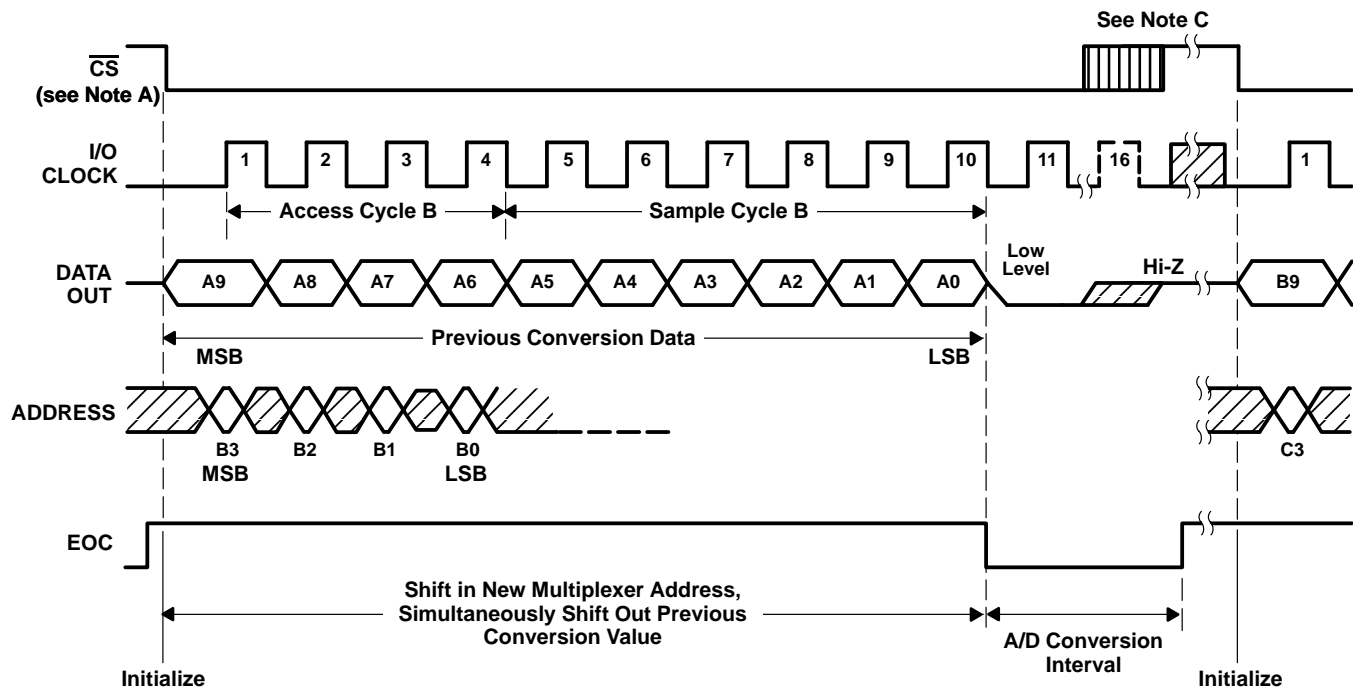 See Note C
CS
(see Note A)
I/O
CLOCK
1 2 3 4 5 6 7 8 9 10 11 16 1
Access Cycle B Sample Cycle B
DATA
OUT
A9 A8 A7 A6 A5 A4 A3 A2 A1 A0
Low
Level
Hi-Z
B9
Previous Conversion Data
MSB LSB
ADDRESS
B3 B2 B1 B0 C3
MSB LSB
EOC
Shift in New Multiplexer Address,
Simultaneously Shift Out Previous
Conversion Value
A/D Conversion
Interval
Initialize Initialize